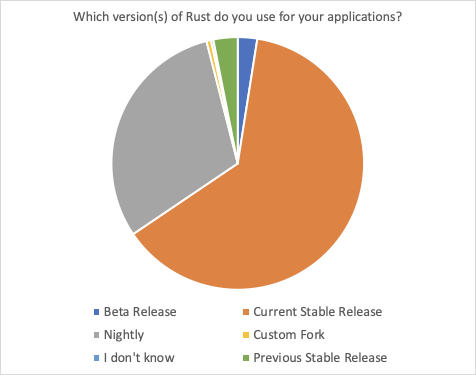 Which version(s) of Rust do you use for your applications?
Beta Release
Current Stable Release
Nightly
Custom Fork
I don't know
Previous Stable Release